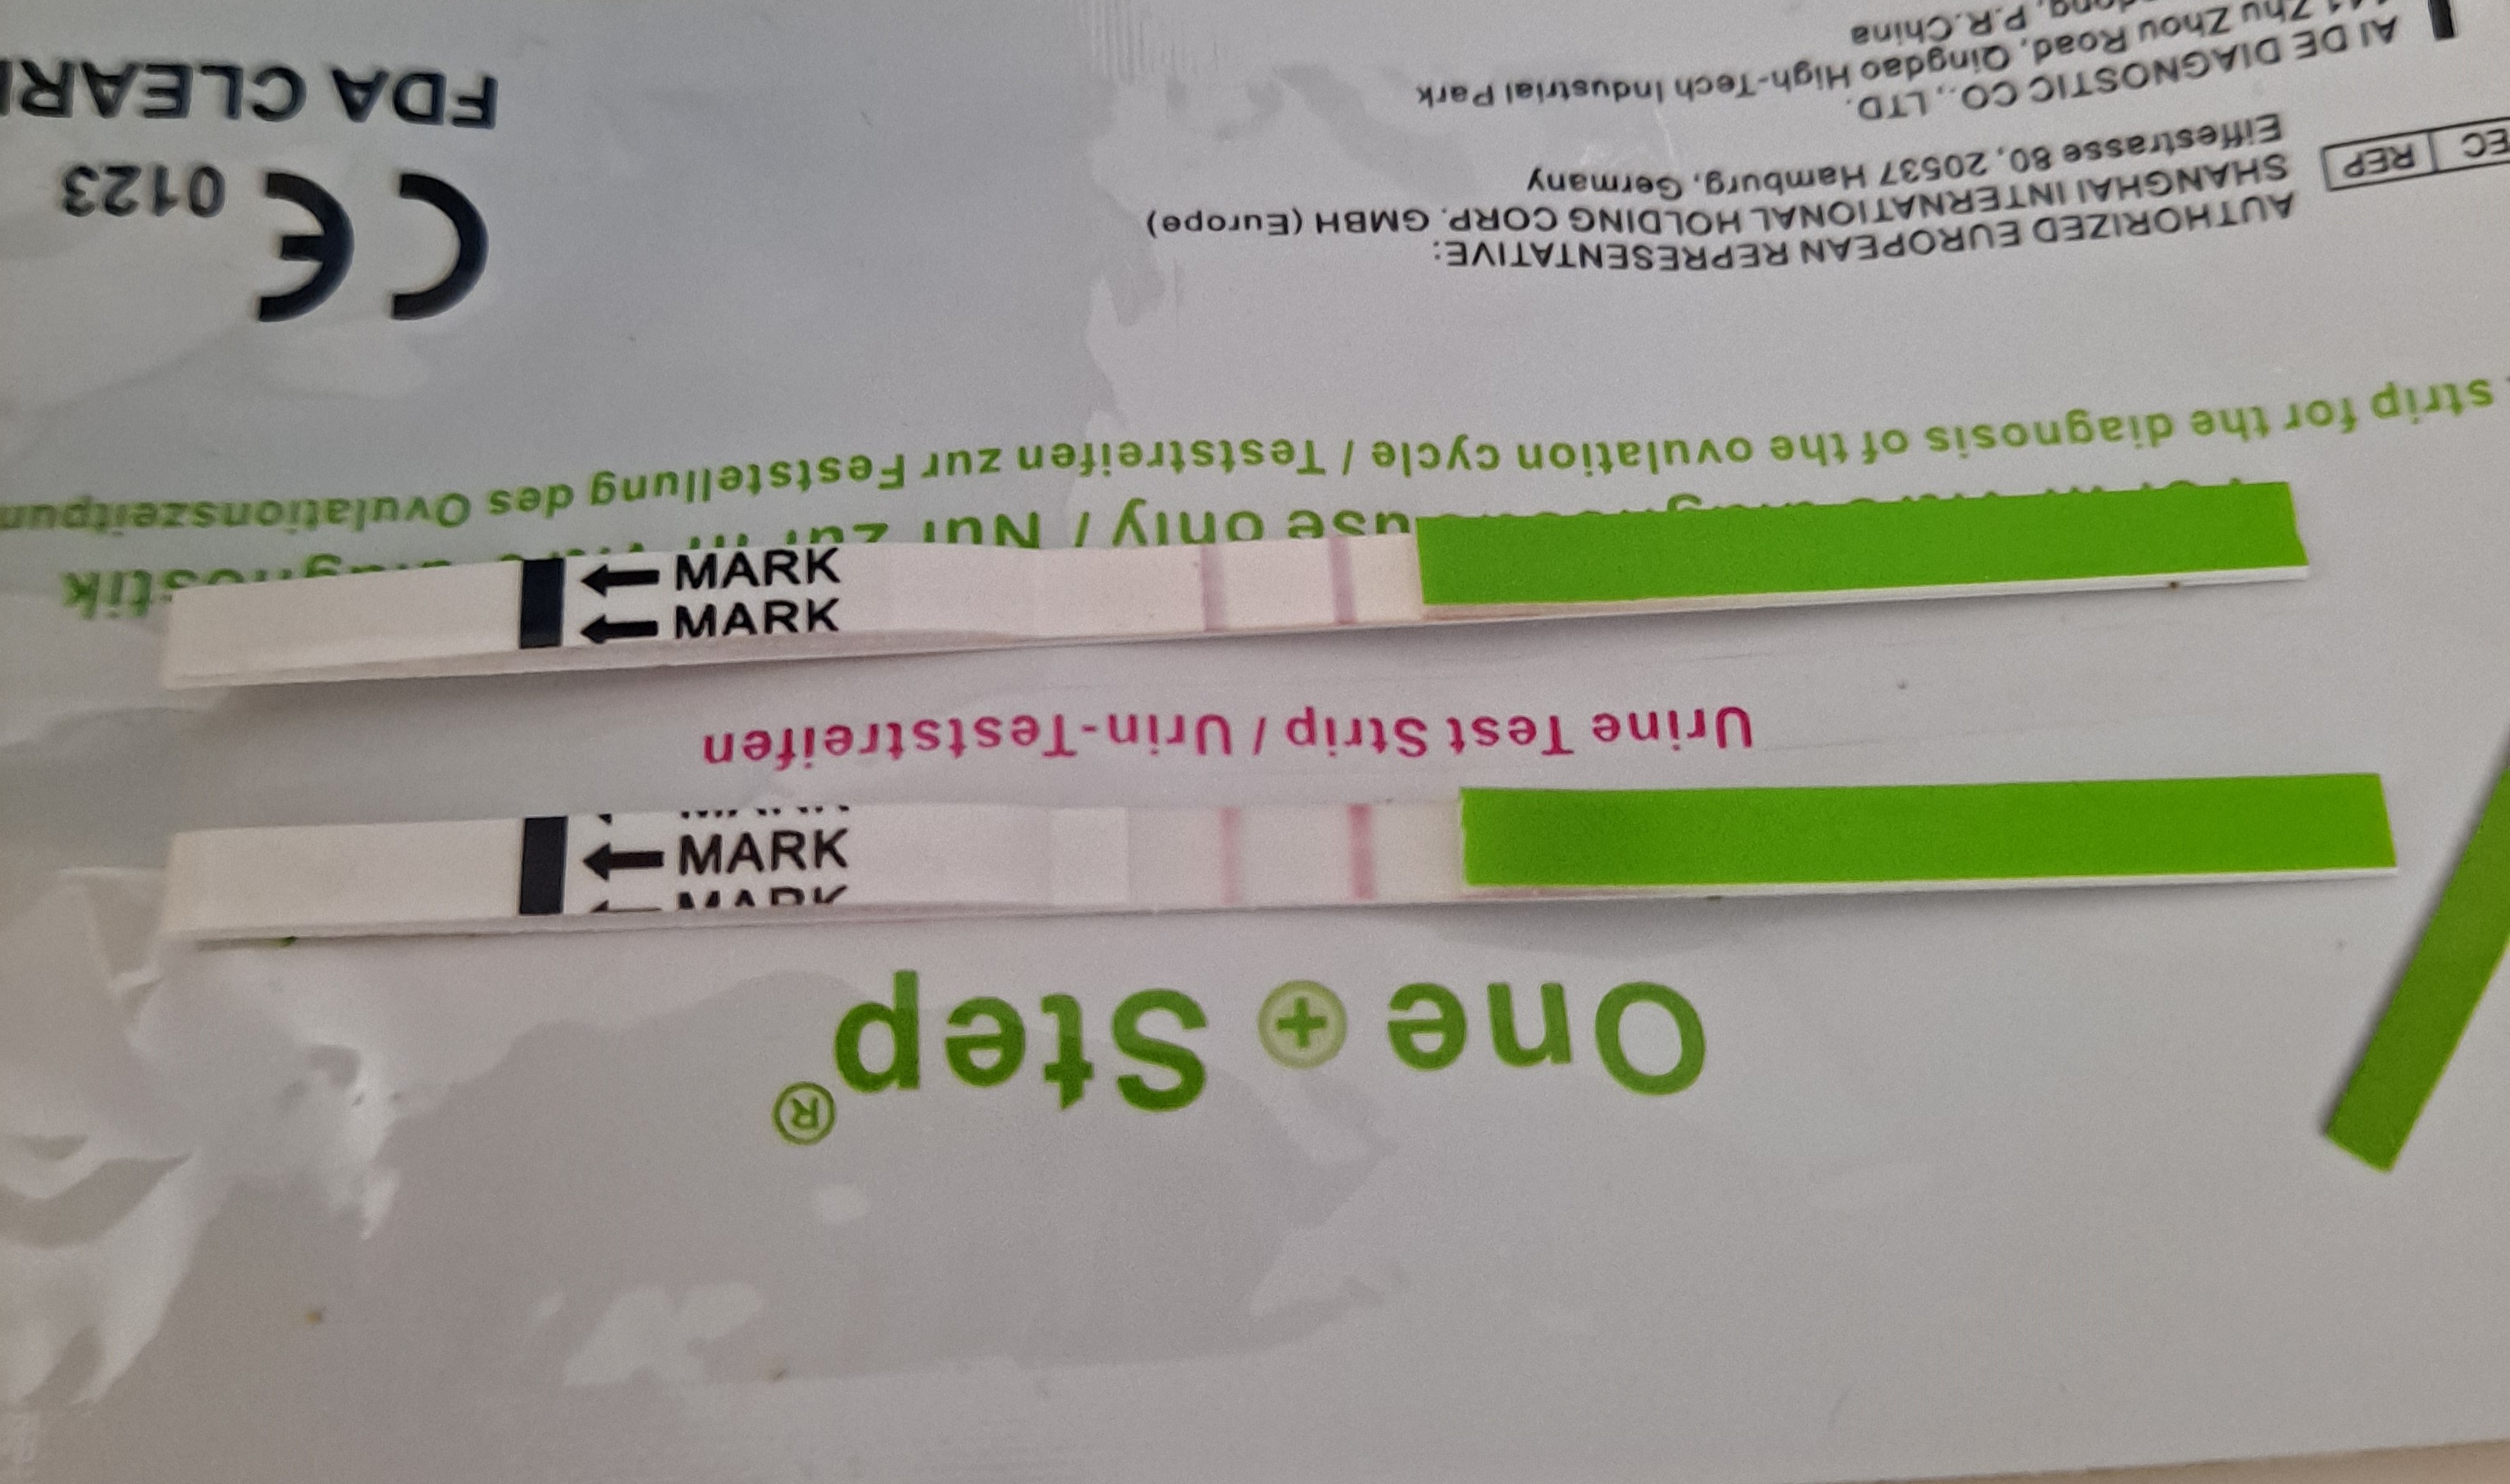 One + Step®
Urine Test Strip / Urin-Teststreifen
use only / Nur zur
strip for the diagnosis of the ovulation cycle / Teststreifen zur Feststellung des Ovulationszeitpun
AUTHORIZED EUROPEAN REPRESENTATIVE:
SHANGHAI INTERNATIONAL HOLDING CORP. GMBH (Europe)
Eiffestrasse 80, 20537 Hamburg, Germany
EC REP
AI DE DIAGNOSTIC CO., LTD.
Zhu Zhou Road, Qingdao High-Tech Industrial Park
P.R.China
CE 0123
FDA CLEAR
MARK
MARK
MARK
MARK